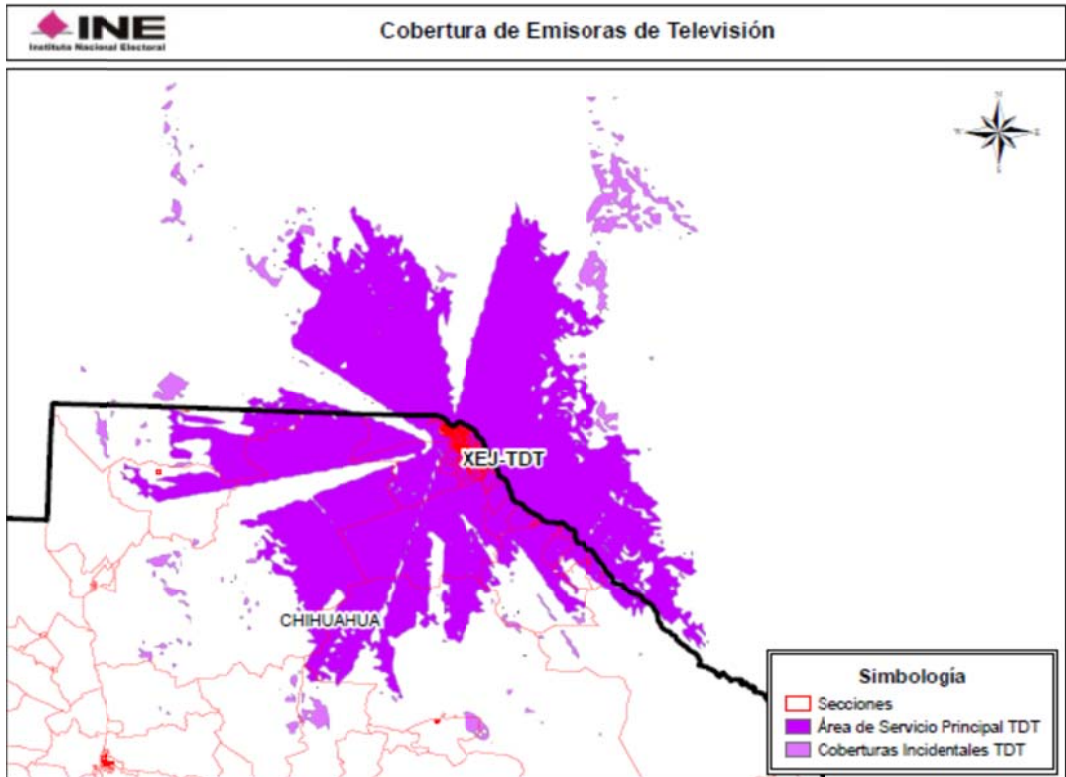 INE
Instituto Nacional Electoral
Cobertura de Emisoras de Televisión
N
W
E
S
XEJ-TDT
CHIHUAHUA
Simbología
Secciones
Área de Servicio Principal TDT
Coberturas Incidentales TDT